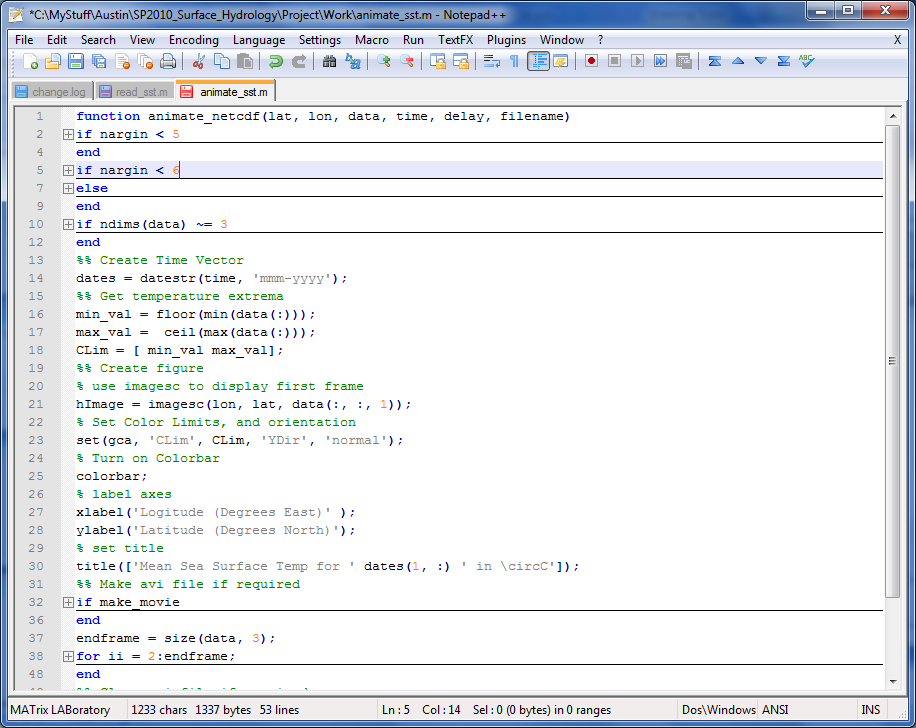 *C:\MyStuff\Austin\SP2010_Surface_Hydrology\Project\Work\animate_sst.m - Notepad++
File Edit Search View Encoding Language Settings Macro Run TextFX Plugins Window ? X
change.log read_sst.m animate_sst.m
1 function animate_netcdf(lat, lon, data, time, delay, filename)
2 if nargin < 5
4 end
5 if nargin < 6
7 else
9 end
10 if ndims(data) ~= 3
12 end
13 %% Create Time Vector
14 dates = datestr(time, 'mmm-yyyy');
15 %% Get temperature extrema
16 min_val = floor(min(data(:)));
17 max_val =  ceil(max(data(:)));
18 CLim = [ min_val max_val];
19 %% Create figure
20 % use imagesc to display first frame
21 hImage = imagesc(lon, lat, data(:, :, 1));
22 % Set Color Limits, and orientation
23 set(gca, 'CLim', CLim, 'YDir', 'normal');
24 % Turn on Colorbar
25 colorbar;
26 % label axes
27 xlabel('Logitude (Degrees East)' );
28 ylabel('Latitude (Degrees North)');
29 % set title
30 title(['Mean Sea Surface Temp for ' dates(1, :) ' in \circC']);
31 %% Make avi file if required
32 if make_movie
36 end
37 endframe = size(data, 3);
38 for ii = 2:endframe;
48 end
MATrix LABoratory 1233 chars 1337 bytes 53 lines Ln : 5 Col : 14 Sel : 0 (0 bytes) in 0 ranges Dos\Windows ANSI INS